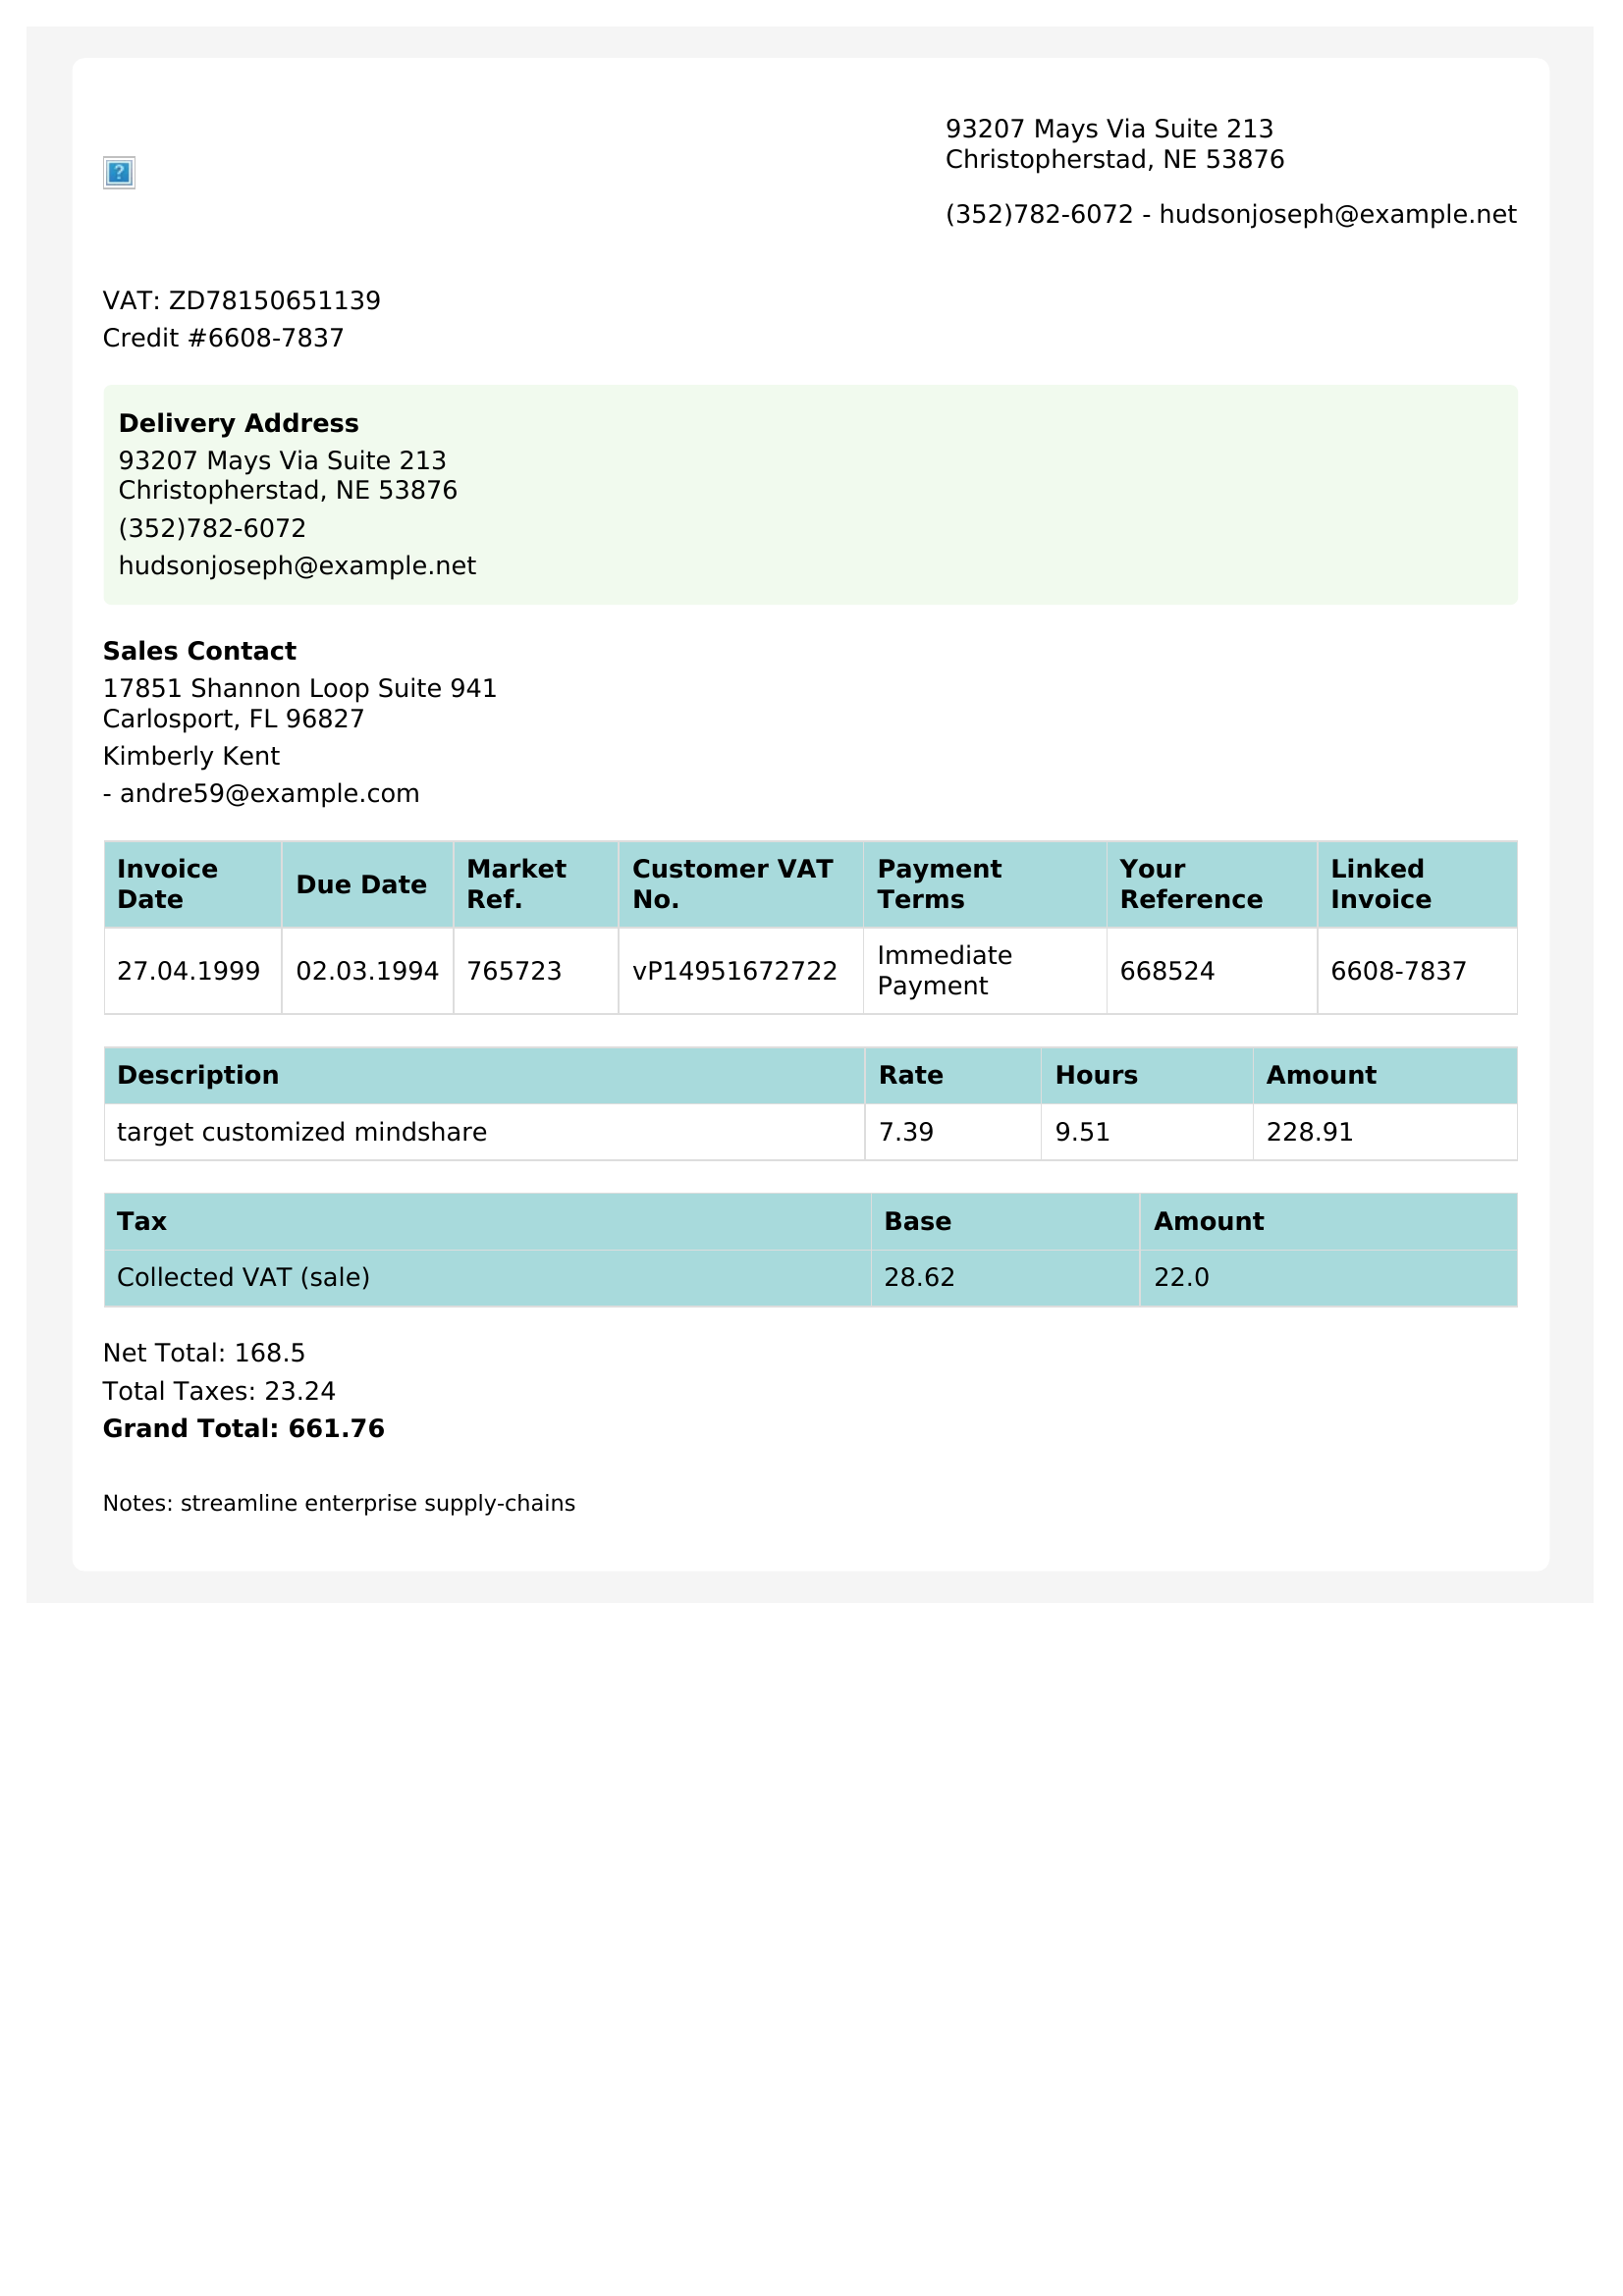 93207 Mays Via Suite 213
Christopherstad, NE 53876
(352)782-6072 - hudsonjoseph@example.net
VAT: ZD78150651139
Credit #6608-7837
Delivery Address
93207 Mays Via Suite 213
Christopherstad, NE 53876
(352)782-6072
hudsonjoseph@example.net
Sales Contact
17851 Shannon Loop Suite 941
Carlosport, FL 96827
Kimberly Kent
- andre59@example.com
Invoice Date Due Date Market Ref. Customer VAT No. Payment Terms Your Reference Linked Invoice
27.04.1999 02.03.1994 765723 vP14951672722 Immediate Payment 668524 6608-7837
Description Rate Hours Amount
target customized mindshare 7.39 9.51 228.91
Tax Base Amount
Collected VAT (sale) 28.62 22.0
Net Total: 168.5
Total Taxes: 23.24
Grand Total: 661.76
Notes: streamline enterprise supply-chains